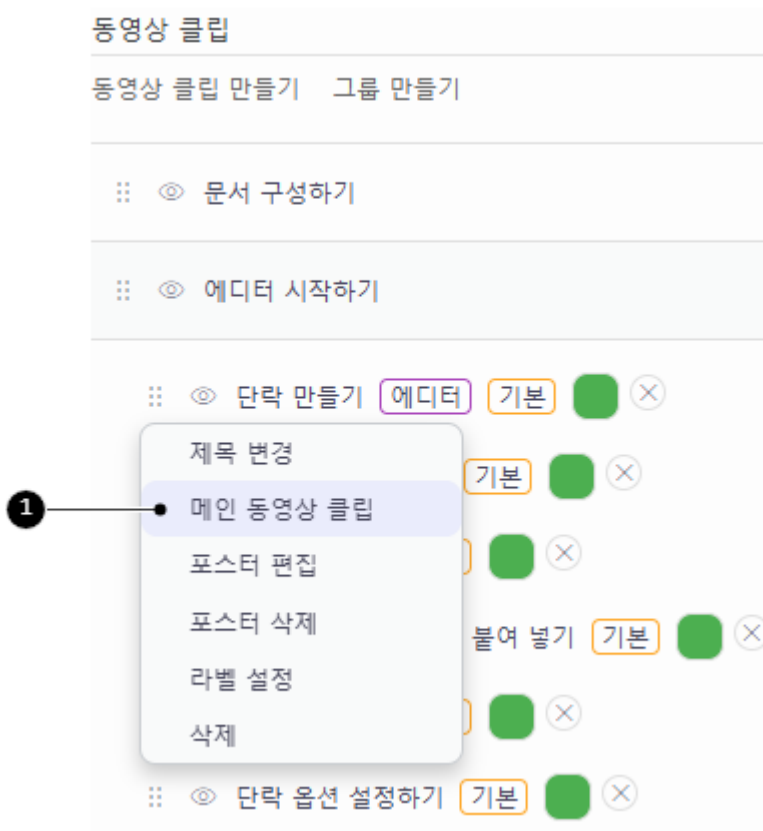 동영상 클립
동영상 클립 만들기 그룹 만들기
문서 구성하기
에디터 시작하기
단락 만들기 에디터 기본
제목 변경
기본
1 메인 동영상 클립
포스터 편집
포스터 삭제
붙여 넣기 기본
라벨 설정
삭제
단락 옵션 설정하기 기본